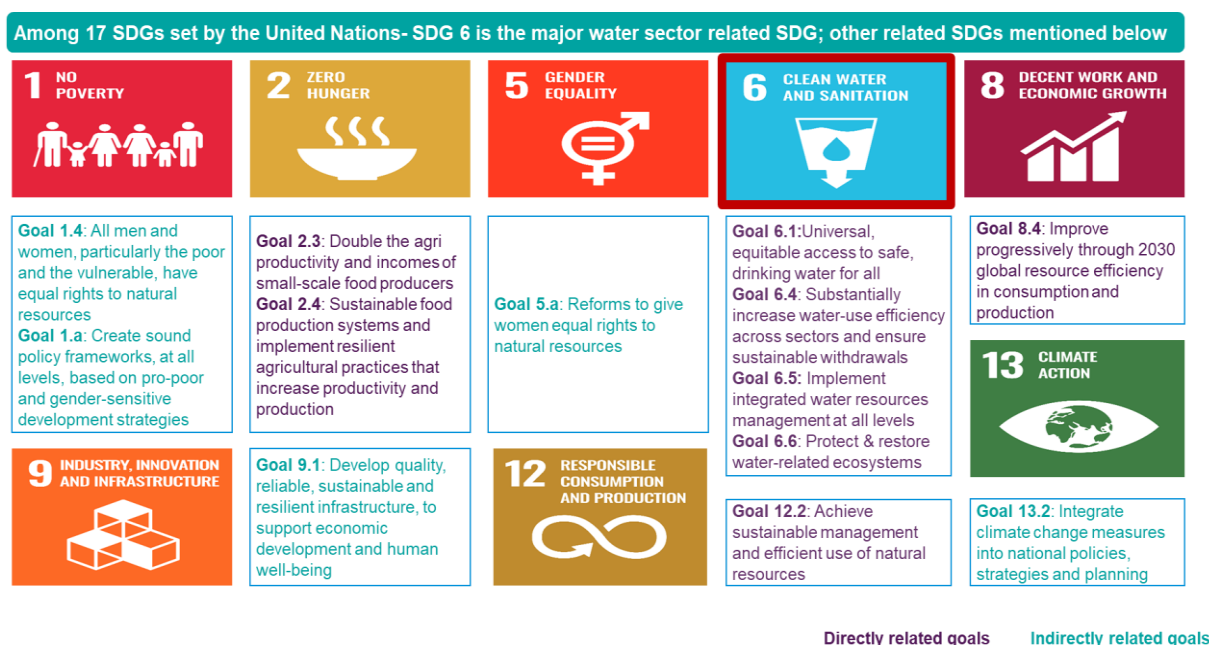 Among 17 SDGs set by the United Nations- SDG 6 is the major water sector related SDG; other related SDGs mentioned below
1 NO
POVERTY
2 ZERO
HUNGER
5 GENDER
EQUALITY
6 CLEAN WATER
AND SANITATION
8 DECENT WORK AND
ECONOMIC GROWTH
Goal 1.4: All men and
women, particularly the poor
and the vulnerable, have
equal rights to natural
resources
Goal 1.a: Create sound
policy frameworks, at all
levels, based on pro-poor
and gender-sensitive
development strategies
Goal 2.3: Double the agri
productivity and incomes of
small-scale food producers
Goal 2.4: Sustainable food
production systems and
implement resilient
agricultural practices that
increase productivity and
production
Goal 5.a: Reforms to give
women equal rights to
natural resources
Goal 6.1:Universal,
equitable access to safe,
drinking water for all
Goal 6.4: Substantially
increase water-use efficiency
across sectors and ensure
sustainable withdrawals
Goal 6.5: Implement
integrated water resources
management at all levels
Goal 6.6: Protect & restore
water-related ecosystems
Goal 8.4: Improve
progressively through 2030
global resource efficiency
in consumption and
production
13 CLIMATE
ACTION
9 INDUSTRY, INNOVATION
AND INFRASTRUCTURE
Goal 9.1: Develop quality,
reliable, sustainable and
resilient infrastructure, to
support economic
development and human
well-being
12 RESPONSIBLE
CONSUMPTION
AND PRODUCTION
Goal 12.2: Achieve
sustainable management
and efficient use of natural
resources
Goal 13.2: Integrate
climate change measures
into national policies,
strategies and planning
Directly related goals
Indirectly related goals